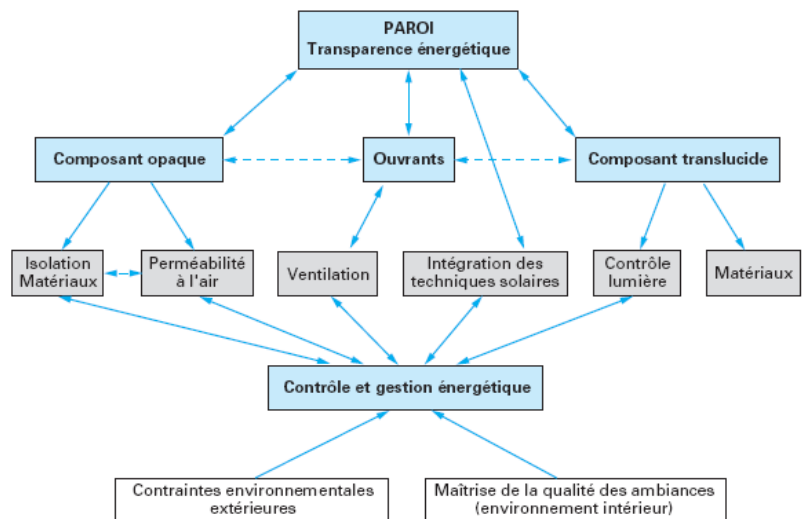 PAROI
Transparence énergétique
Composant opaque
Ouvrants
Composant translucide
Isolation
Matériaux
Perméabilité
à l'air
Ventilation
Intégration des
techniques solaires
Contrôle
lumière
Matériaux
Contrôle et gestion énergétique
Contraintes environnementales
extérieures
Maîtrise de la qualité des ambiances
(environnement intérieur)